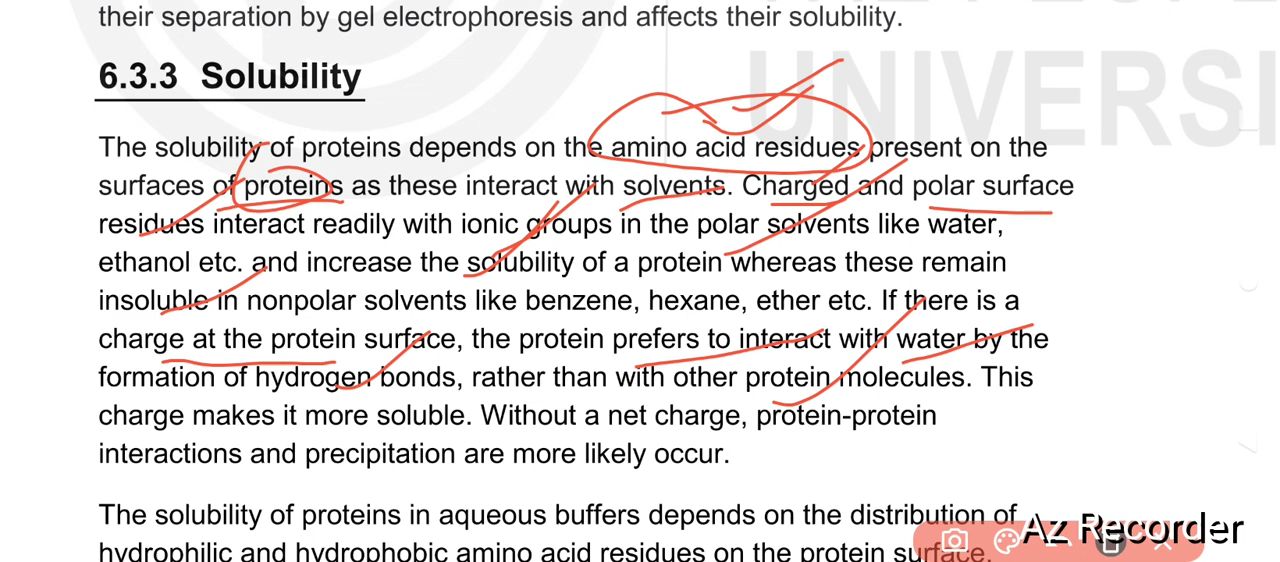 their separation by gel electrophoresis and affects their solubility.
UNIVERSI
6.3.3 Solubility
The solubility of proteins depends on the amino acid residues present on the
surfaces of proteins as these interact with solvents. Charged and polar surface
residues interact readily with ionic groups in the polar solvents like water,
ethanol etc. and increase the solubility of a protein whereas these remain
insoluble in nonpolar solvents like benzene, hexane, ether etc. If there is a
charge at the protein surface, the protein prefers to interact with water by the
formation of hydrogen bonds, rather than with other protein molecules. This
charge makes it more soluble. Without a net charge, protein-protein
interactions and precipitation are more likely occur.
The solubility of proteins in aqueous buffers depends on the distribution of
Az Recorder
hydrophilic and hydrophobic amino acid residues on the protein surface.